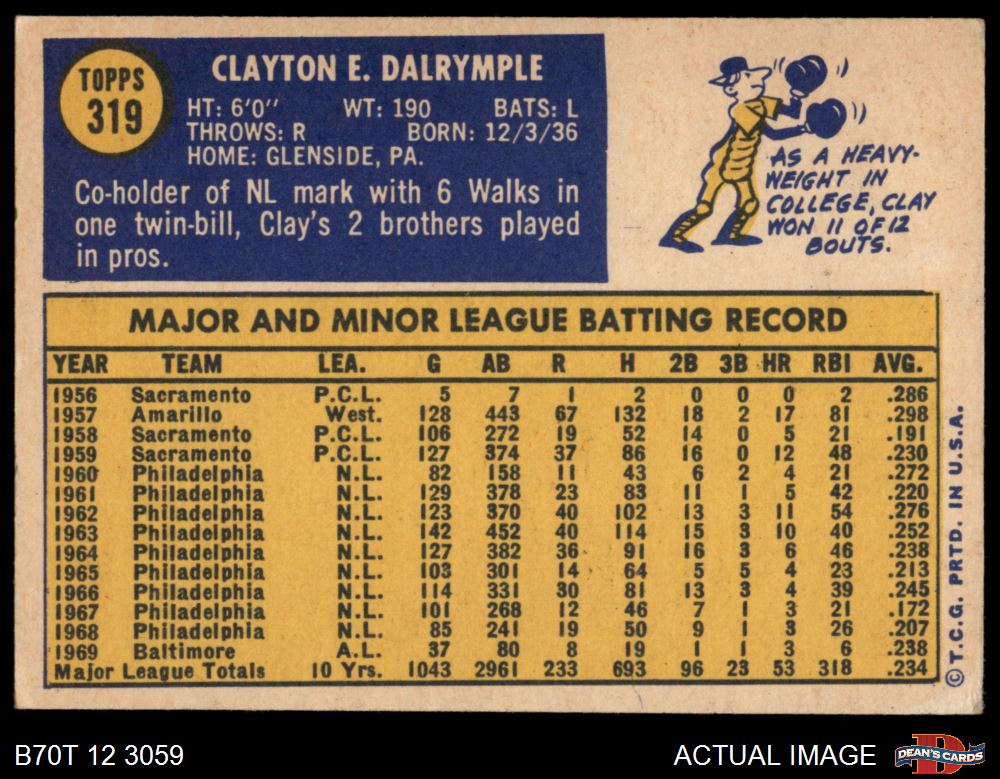 TOPPS
319
CLAYTON E. DALRYMPLE
HT: 6'0" WT: 190 BATS: L
THROWS: R BORN: 12/3/36
HOME: GLENSIDE, PA.
Co-holder of NL mark with 6 Walks in
one twin-bill, Clay's 2 brothers played
in pros.
AS A HEAVY-
WEIGHT IN
COLLEGE, CLAY
WON 11 OF 12
BOUTS.
MAJOR AND MINOR LEAGUE BATTING RECORD
YEAR TEAM LEA. G AB R H 2B 3B HR RBI AVG.
1956 Sacramento P.C.L. 5 7 1 2 0 0 0 2 .286
1957 Amarillo West. 128 443 67 132 18 2 17 81 .298
1958 Sacramento P.C.L. 106 272 19 52 14 0 5 21 .191
1959 Sacramento P.C.L. 127 374 37 86 16 0 12 48 .230
1960 Philadelphia N.L. 82 158 11 43 6 2 4 21 .272
1961 Philadelphia N.L. 129 378 23 83 11 1 5 42 .220
1962 Philadelphia N.L. 123 370 40 102 13 3 11 54 .276
1963 Philadelphia N.L. 142 452 40 114 15 3 10 40 .252
1964 Philadelphia N.L. 127 382 36 91 16 3 6 46 .238
1965 Philadelphia N.L. 103 301 14 64 5 5 4 23 .213
1966 Philadelphia N.L. 114 331 30 81 13 3 4 39 .245
1967 Philadelphia N.L. 101 268 12 46 7 1 3 21 .172
1968 Philadelphia N.L. 85 241 19 50 9 1 3 26 .207
1969 Baltimore A.L. 37 80 8 19 1 1 3 6 .238
Major League Totals 10 Yrs. 1043 2961 233 693 96 23 53 318 .234
© T.C.G. PRTD. IN U.S.A.
B70T 12 3059
ACTUAL IMAGE
D
DEAN'S CARDS